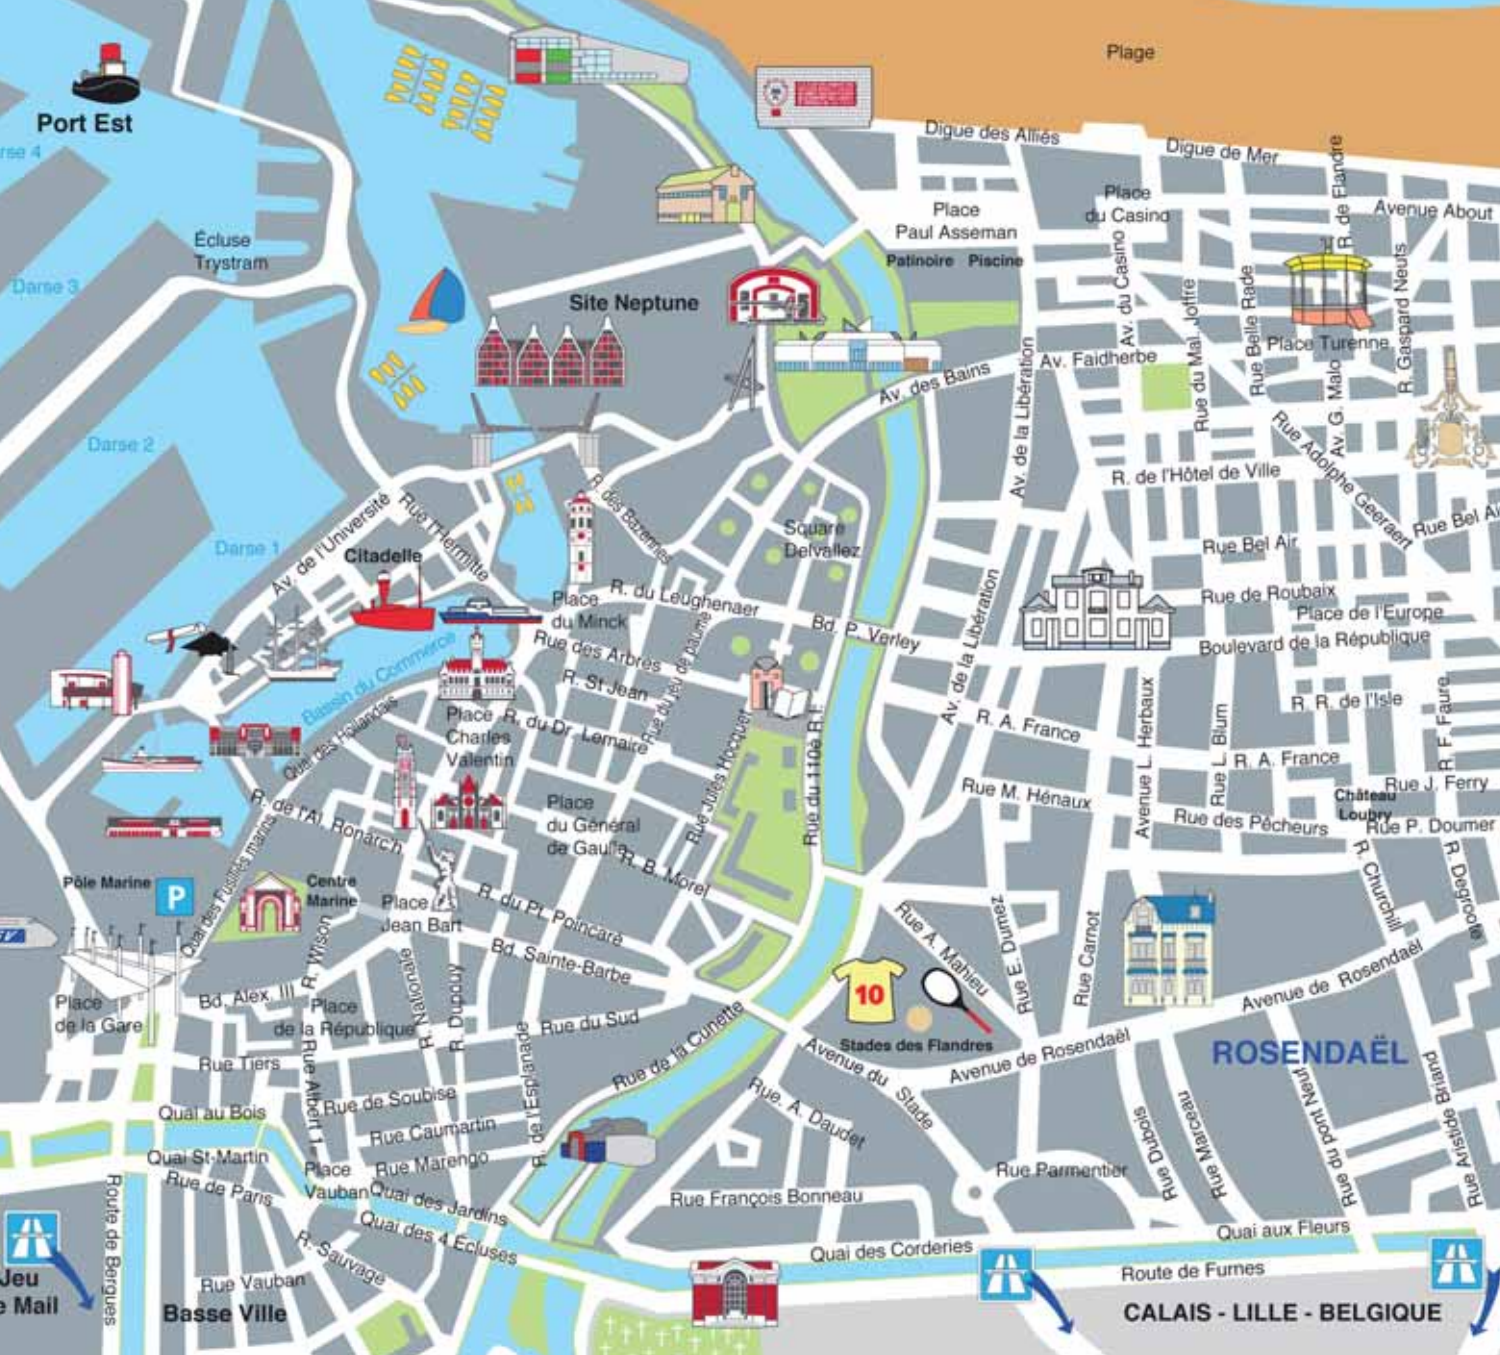 Plage
Port Est
rse 4
Digue des Alliés
Digue de Mer
R. de Flandre
Place
du Casino
Avenue About
Place
Paul Asseman
Écluse
Trystram
Patinoire Piscine
Darse 3
Site Neptune
Av. du Casino
Rue du Mal. Joffre
Rue Belle Rade
R. Gaspard Neuts
Place Turenne
Av. Faidherbe
Av. des Bains
Av. de la Libération
Av. G. Malo
Darse 2
R. de l'Hôtel de Ville
Rue Adolphe Geeraert
Av. de l'Université
Rue l'Hermitte
R. des Bazennes
Square
Delvallez
Rue Bel Air
Rue Bel Air
Darse 1
Citadelle
Place
du Minck
R. du Leughenaer
Bd. P. Verley
Rue de Roubaix
Place de l'Europe
Boulevard de la République
Av. de la Libération
Bassin du Commerce
Rue des Arbres
R. St Jean
Rue du jeu de paume
Place
Charles
Valentin
R. du Dr. Lemaire
Quai des Hollandais
R. A. France
Avenue L. Herbaux
Rue L. Blum
R. R. de l'Isle
R. F. Faure
R. A. France
Rue J. Ferry
Château
Loubry
Rue P. Doumer
Rue M. Hénaux
Rue des Pêcheurs
Rue Jules Hocquet
Rue du 110è R.I.
R. de l'Al. Ronarc'h
Place
du Général
de Gaulle
R. B. Morel
Quai des Fusillés marins
Pôle Marine
P
Centre
Marine
Place
Jean Bart
R. du Pt. Poincaré
Bd. Sainte-Barbe
Rue A. Mahieu
Rue E. Dumez
Rue Carnot
R. Churchill
R. Degroote
Avenue de Rosendaël
10
Stades des Flandres
Place
de la Gare
Bd. Alex. III
R. Wilson
Place
de la République
R. Nationale
R. Dupouy
Rue du Sud
Rue de la Cunette
Avenue du Stade
Avenue de Rosendaël
ROSENDAËL
Rue Tiers
Rue Albert 1
Rue de Soubise
Rue Caumartin
Rue Marengo
R. de l'Esplanade
Rue. A. Daudet
Rue Dubois
Rue Marceau
Rue du pont Neuf
Rue Aristide Briand
Quai au Bois
Quai St-Martin
Rue de Paris
Place
Vauban
Quai des Jardins
Quai des 4 Ecluses
Rue Parmentier
Rue François Bonneau
Quai des Corderies
Quai aux Fleurs
Route de Furnes
Route de Bergues
R. Sauvage
Rue Vauban
Jeu
e Mail
Basse Ville
CALAIS - LILLE - BELGIQUE